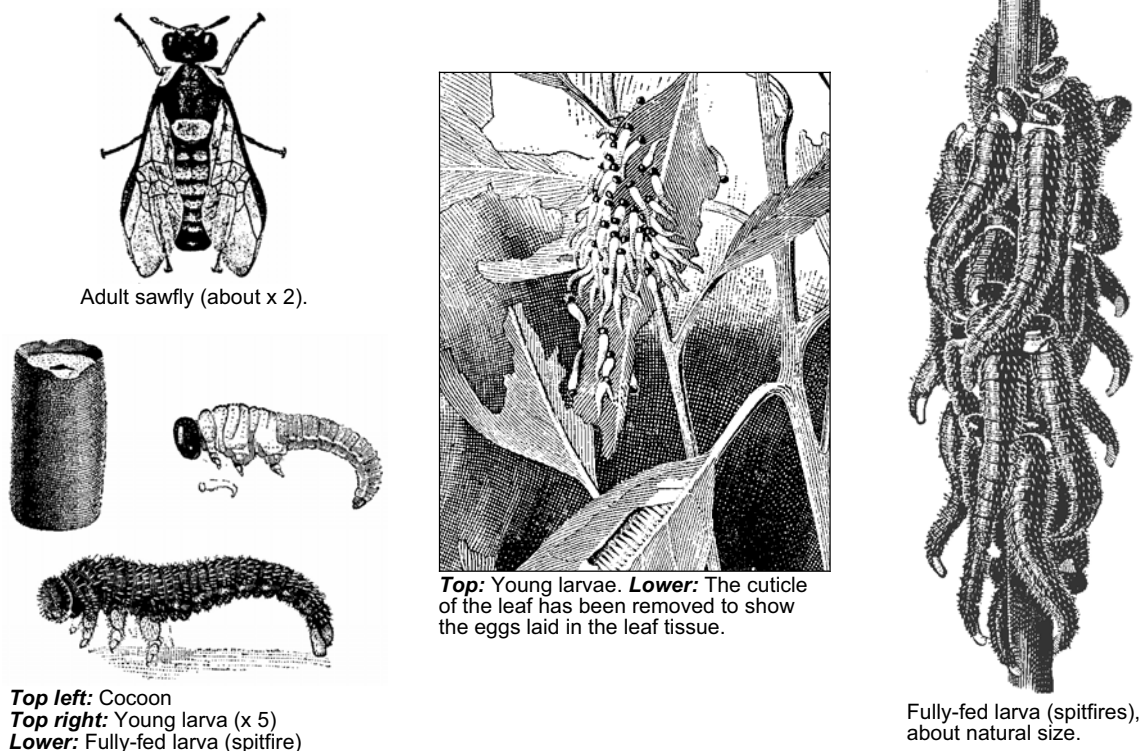 Adult sawfly (about x 2).
Top left: Cocoon
Top right: Young larva (x 5)
Lower: Fully-fed larva (spitfire)
Top: Young larvae. Lower: The cuticle
of the leaf has been removed to show
the eggs laid in the leaf tissue.
Fully-fed larva (spitfires),
about natural size.